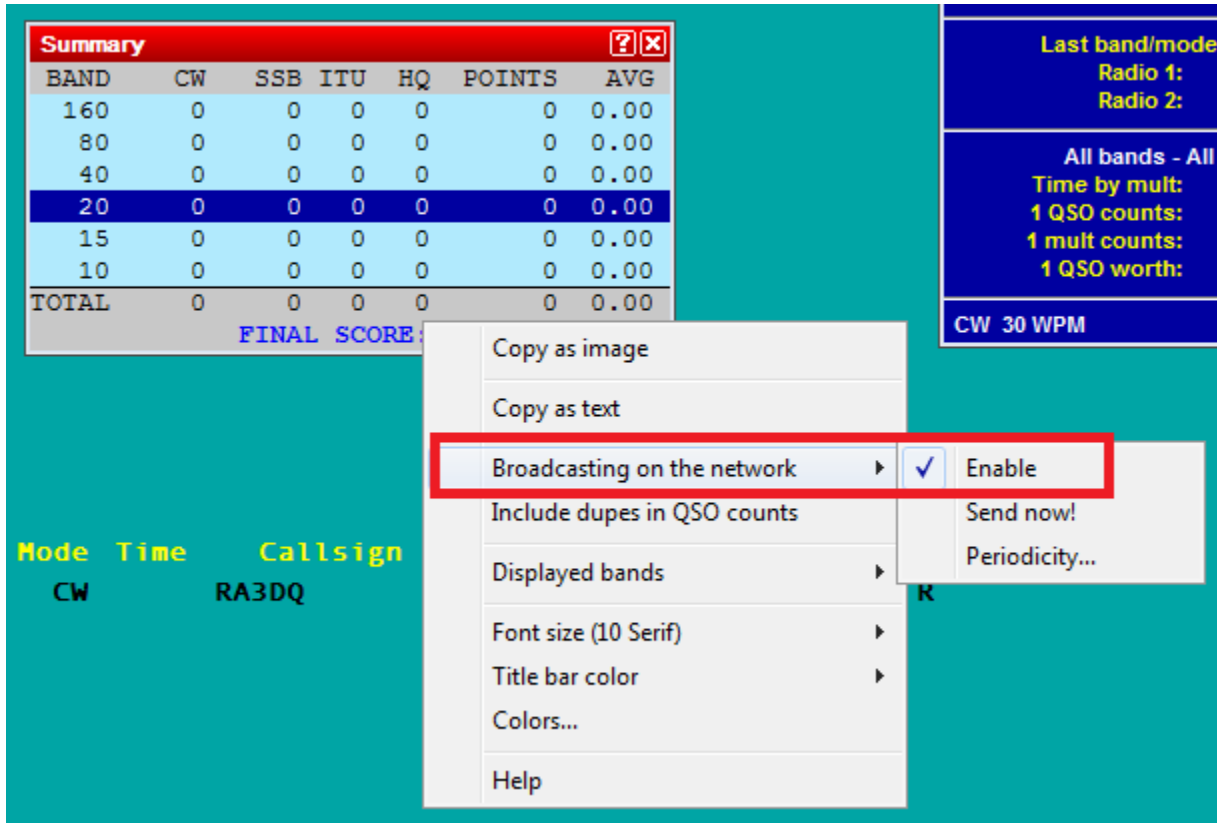 Summary
BAND CW SSB ITU HQ POINTS AVG
160 0 0 0 0 0 0.00
80 0 0 0 0 0 0.00
40 0 0 0 0 0 0.00
20 0 0 0 0 0 0.00
15 0 0 0 0 0 0.00
10 0 0 0 0 0 0.00
TOTAL 0 0 0 0 0 0.00
FINAL SCORE:
Last band/mode
Radio 1:
Radio 2:
All bands - All
Time by mult:
1 QSO counts:
1 mult counts:
1 QSO worth:
CW 30 WPM
Copy as image
Copy as text
Broadcasting on the network
Include dupes in QSO counts
Displayed bands
Font size (10 Serif)
Title bar color
Colors...
Help
Enable
Send now!
Periodicity...
Mode Time Callsign
CW RA3DQ R